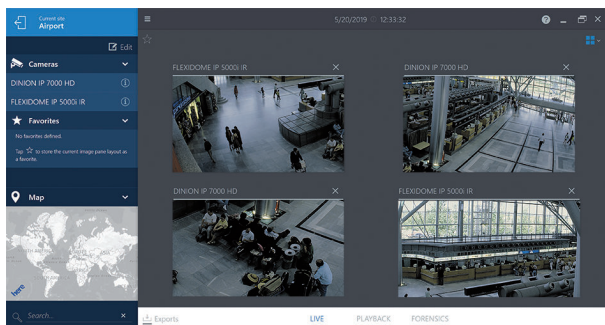 Current site
Airport
5/20/2019 12:33:32
Edit
Cameras
DINION IP 7000 HD
FLEXIDOME IP 5000i IR
Favorites
No favorites defined.
Tap ☆ to store the current image pane layout as
a favorite.
Map
here
Search...
FLEXIDOME IP 5000i IR
DINION IP 7000 HD
DINION IP 7000 HD
FLEXIDOME IP 5000i IR
Exports
LIVE
PLAYBACK
FORENSICS